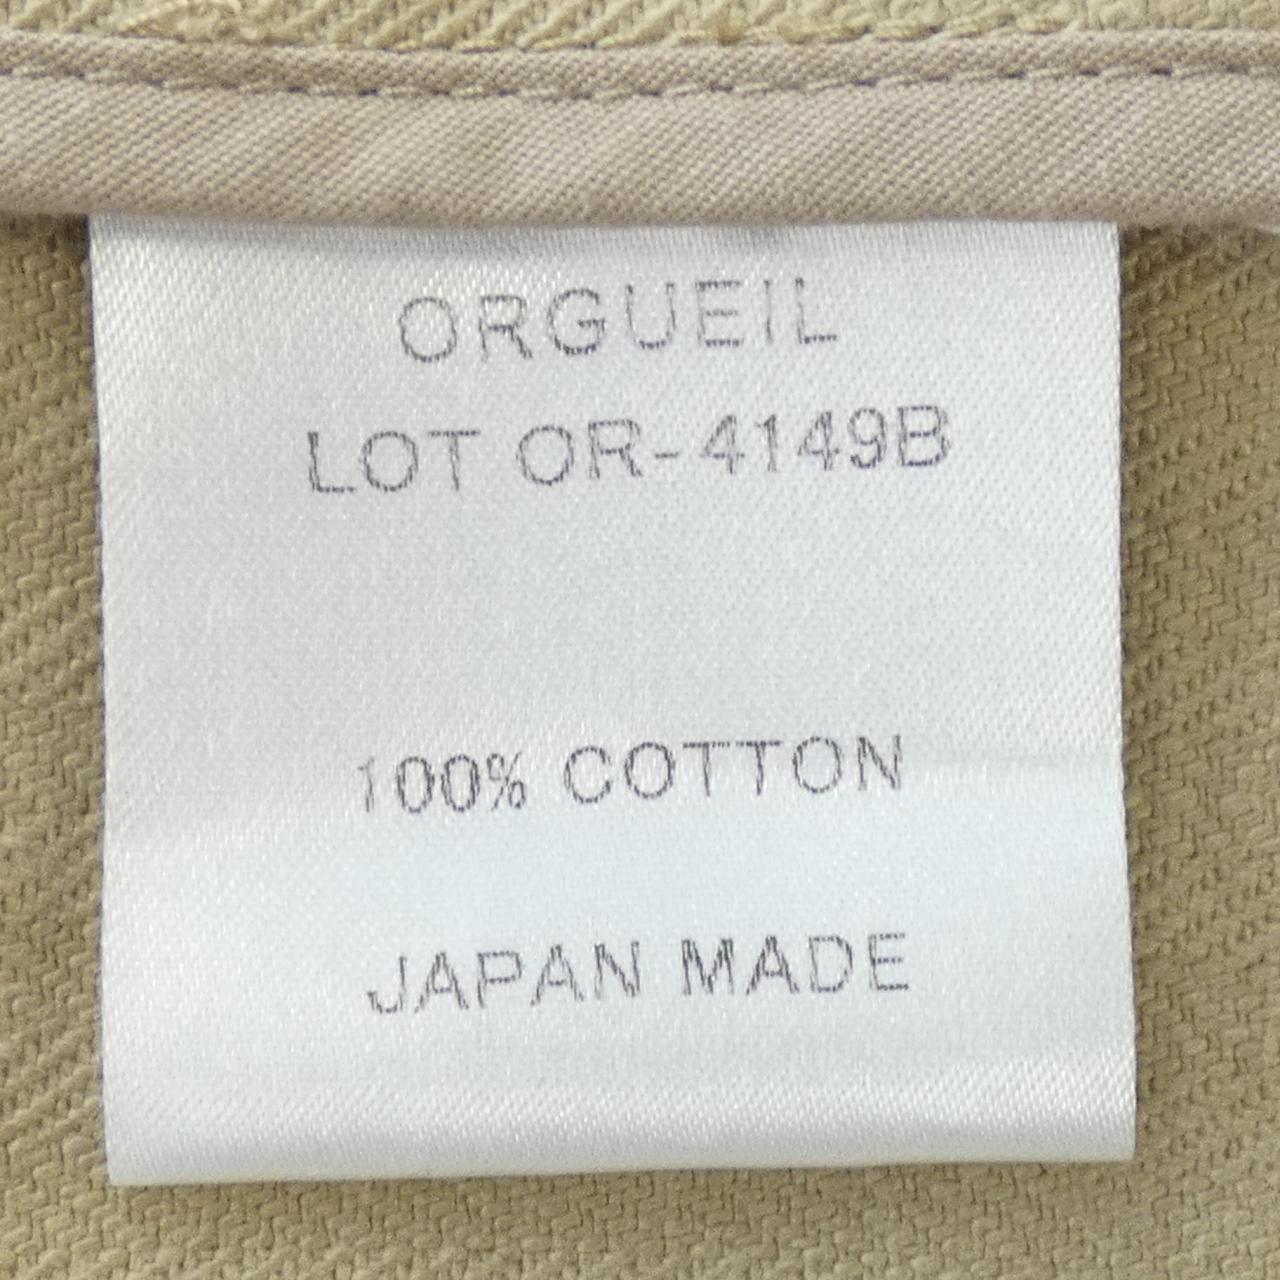 ORGUEIL
LOT OR-4149B
100% COTTON
JAPAN MADE